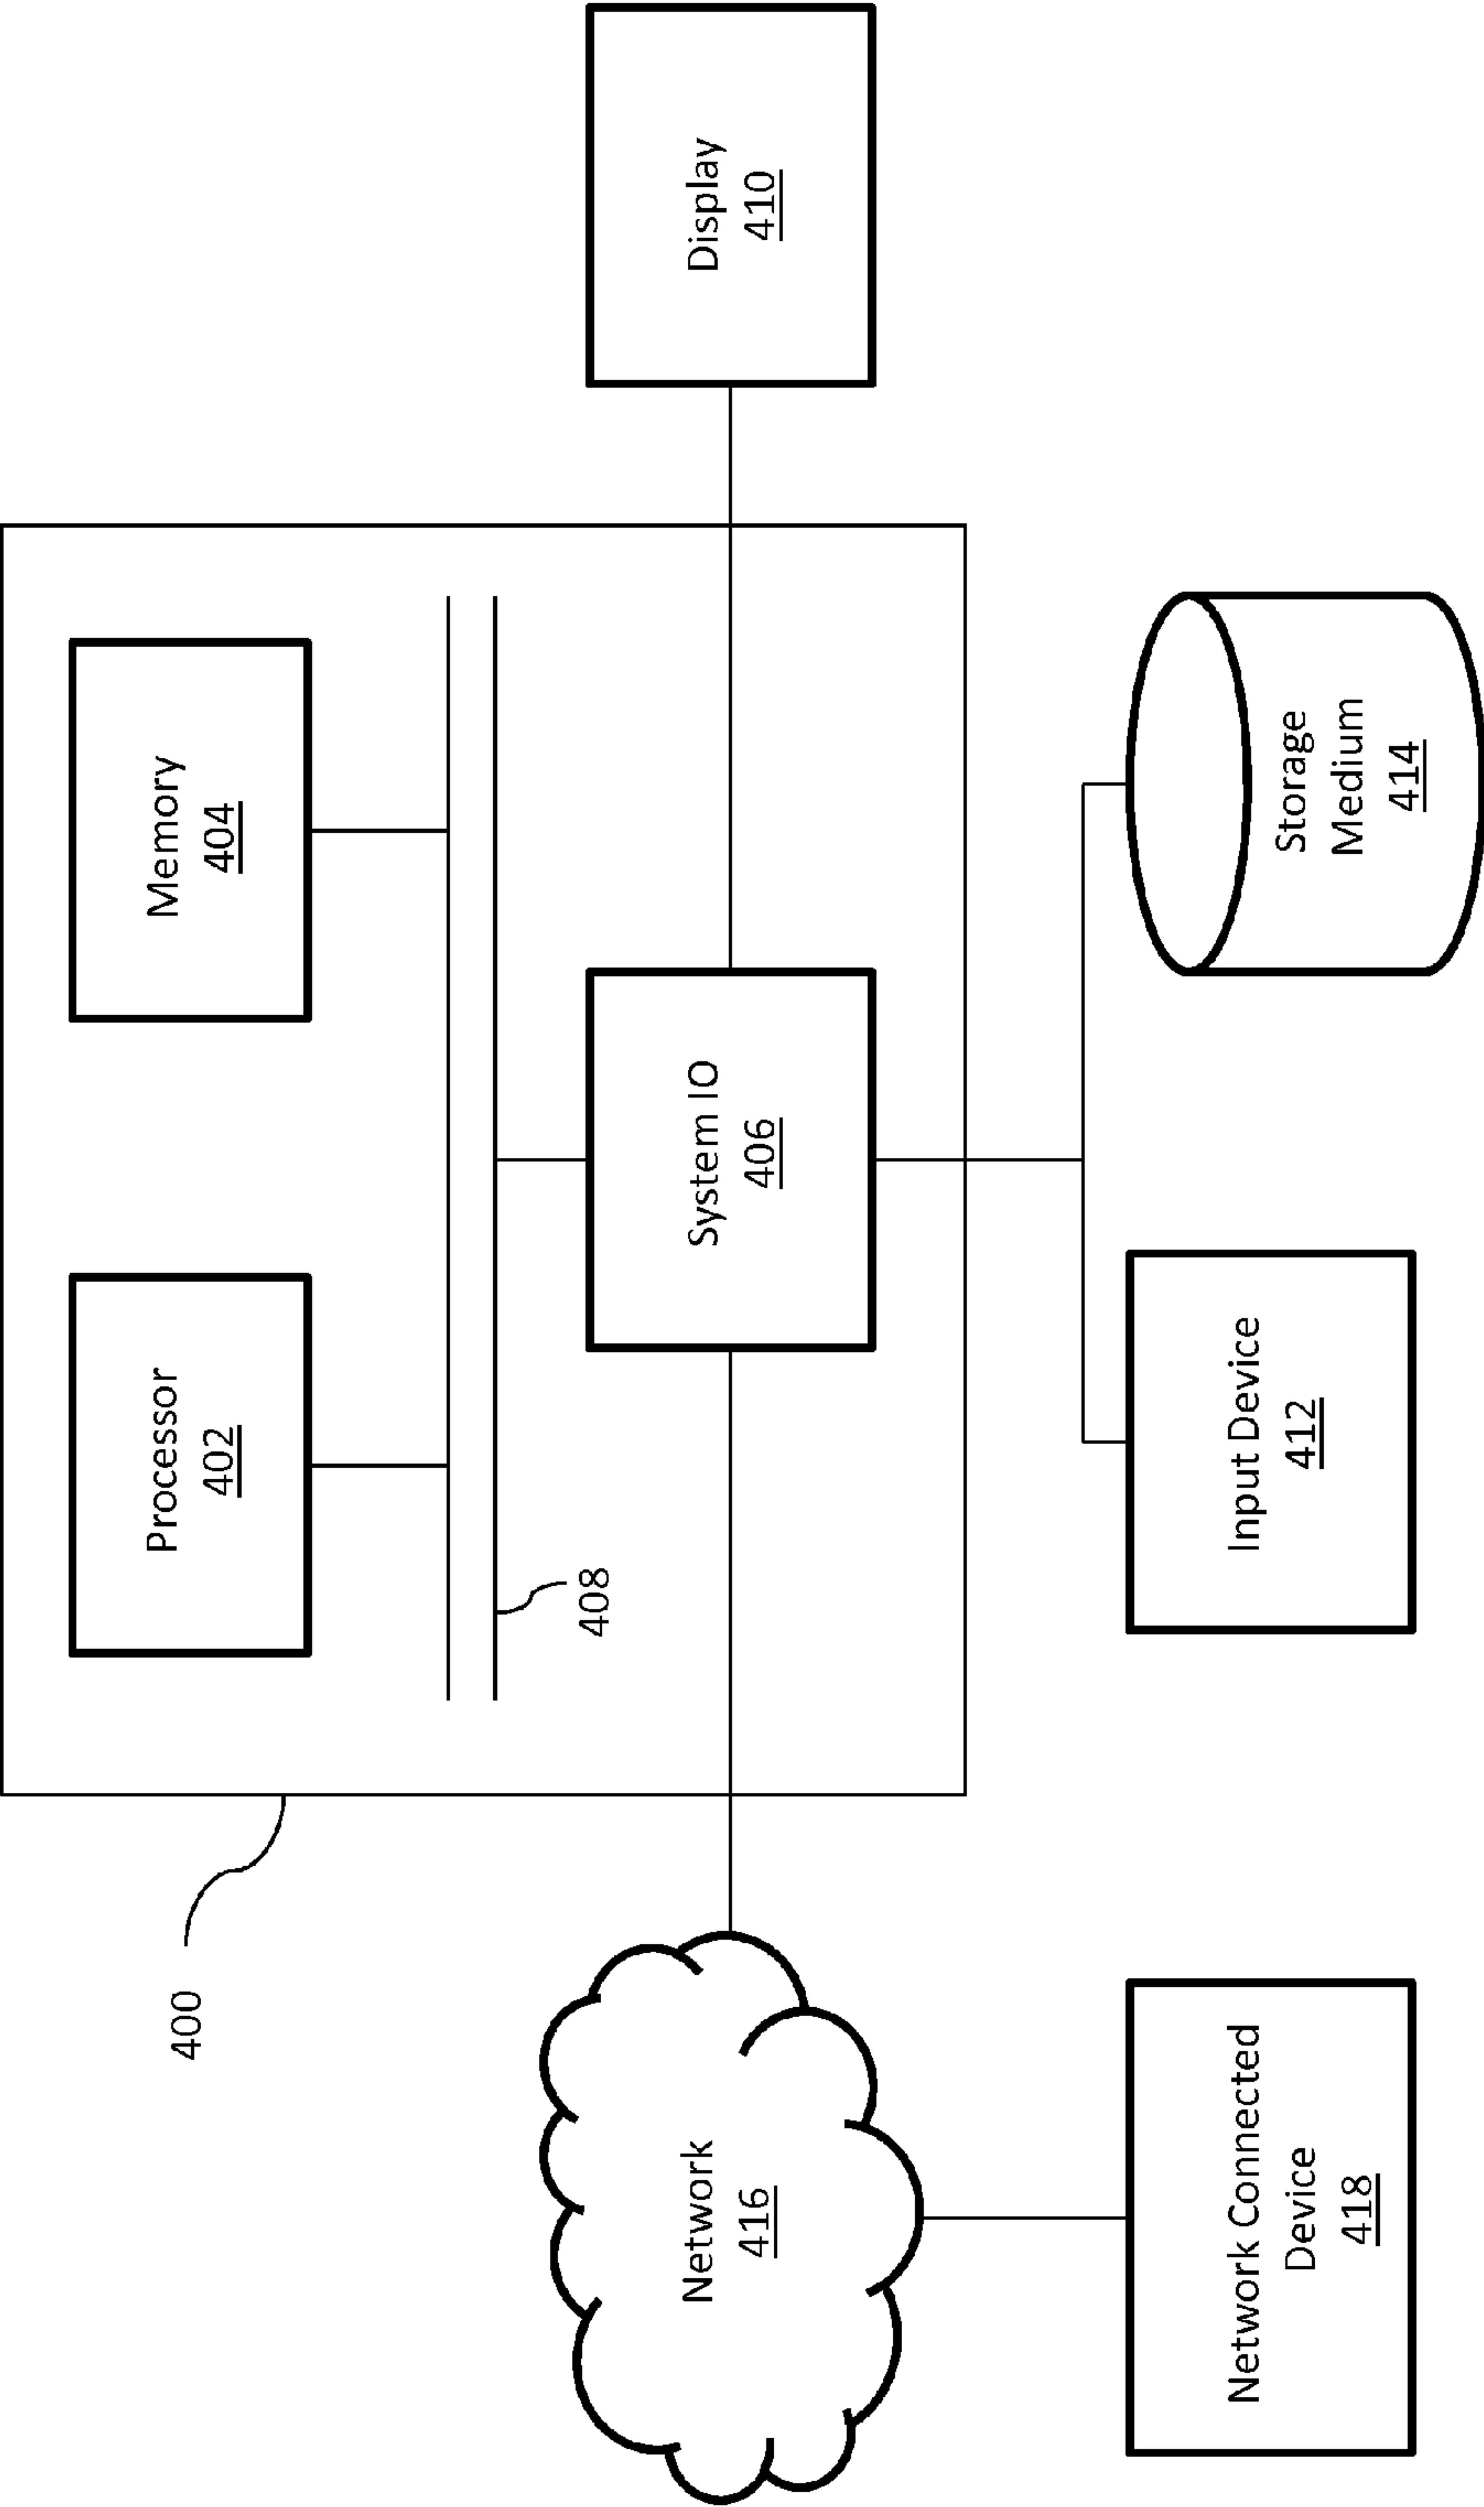 400
Processor
402
Memory
404
408
Network
416
System IO
406
Display
410
Network Connected
Device
418
Input Device
412
Storage
Medium
414